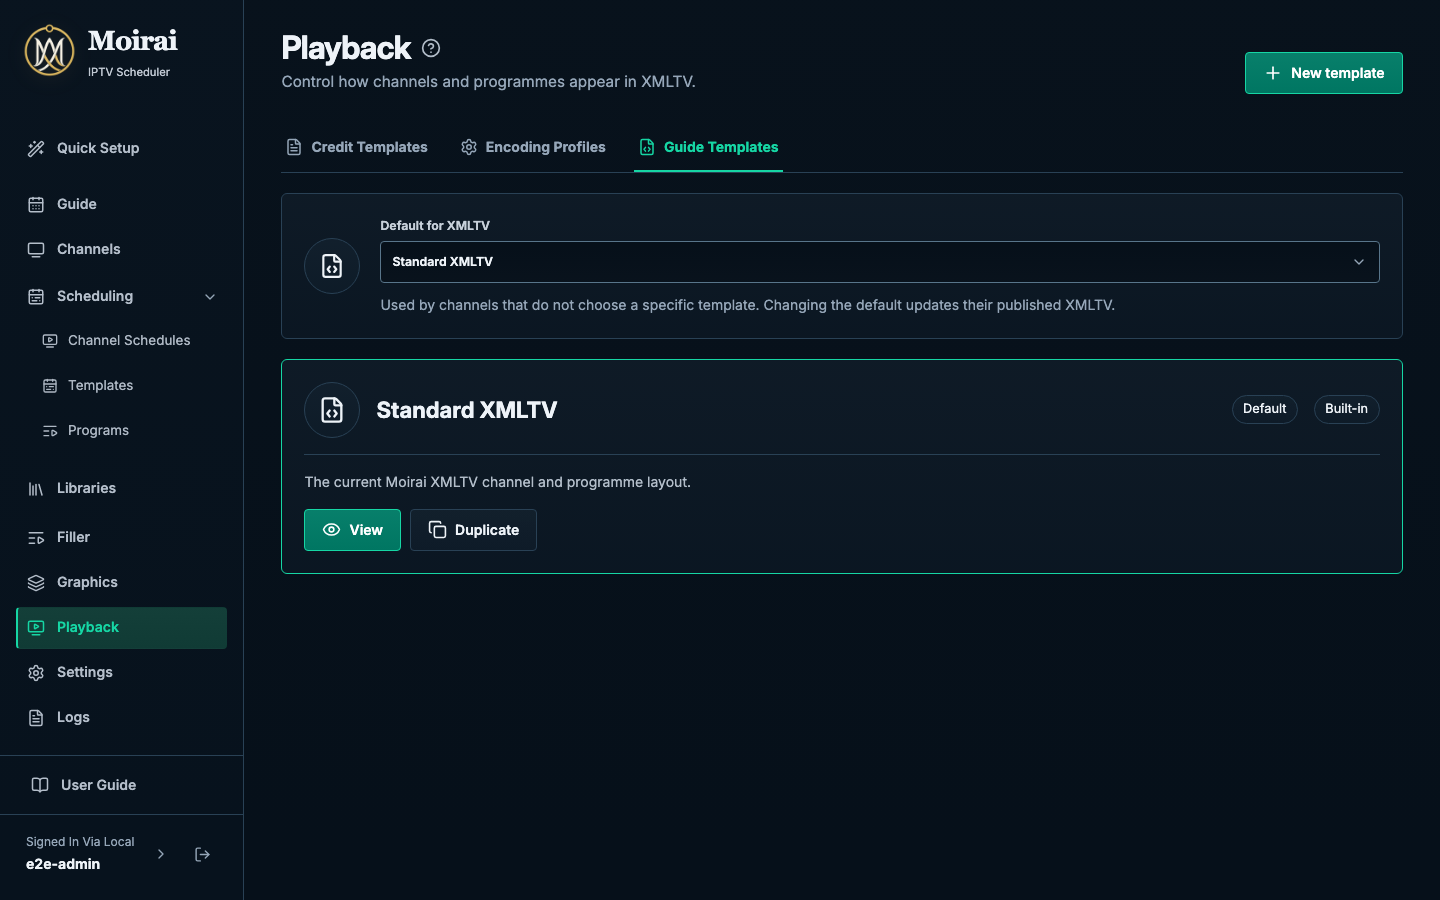 Moirai
IPTV Scheduler
Quick Setup
Guide
Channels
Scheduling
Channel Schedules
Templates
Programs
Libraries
Filler
Graphics
Playback
Settings
Logs
User Guide
Signed In Via Local
e2e-admin
Playback
Control how channels and programmes appear in XMLTV.
New template
Credit Templates
Encoding Profiles
Guide Templates
Default for XMLTV
Standard XMLTV
Used by channels that do not choose a specific template. Changing the default updates their published XMLTV.
Standard XMLTV
Default
Built-in
The current Moirai XMLTV channel and programme layout.
View
Duplicate